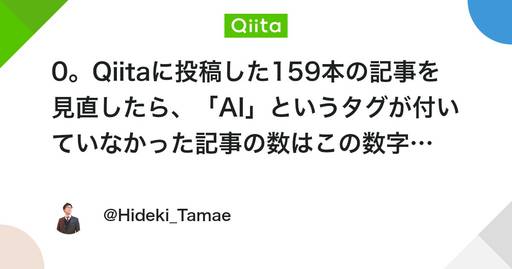 Qiita
0。Qiitaに投稿した159本の記事を
見直したら、「AI」というタグが付い
ていなかった記事の数はこの数字…
@Hideki_Tamae